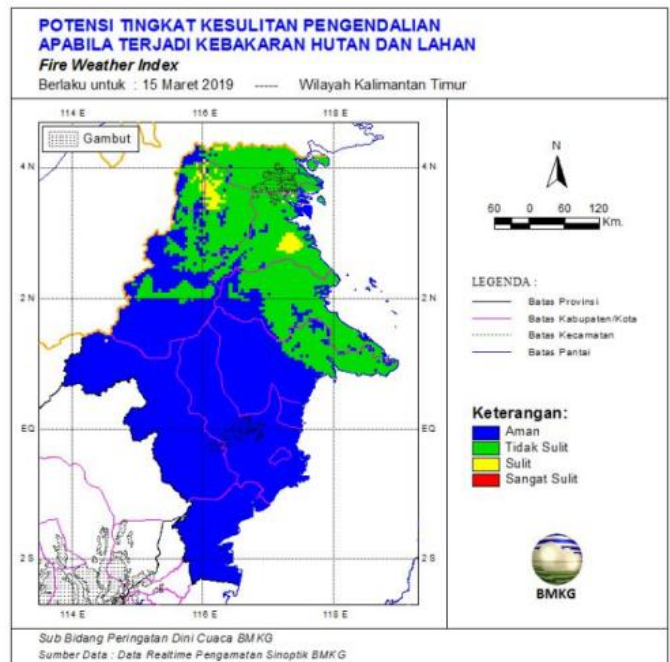 POTENSI TINGKAT KESULITAN PENGENDALIAN
APABILA TERJADI KEBAKARAN HUTAN DAN LAHAN
Fire Weather Index
Berlaku untuk : 15 Maret 2019 ----- Wilayah Kalimantan Timur
114 E 116 E 118 E
Gambut
4 N 4 N
2 N 2 N
EQ EQ
2 S 2 S
114 E 116 E 118 E
N
60 0 60 120
Km.
LEGENDA :
Batas Provinsi
Batas Kabupaten/Kota
Batas Kecamatan
Batas Pantai
Keterangan:
Aman
Tidak Sulit
Sulit
Sangat Sulit
BMKG
Sub Bidang Peringatan Dini Cuaca BMKG
Sumber Data : Data Realtime Pengamatan Sinoptik BMKG